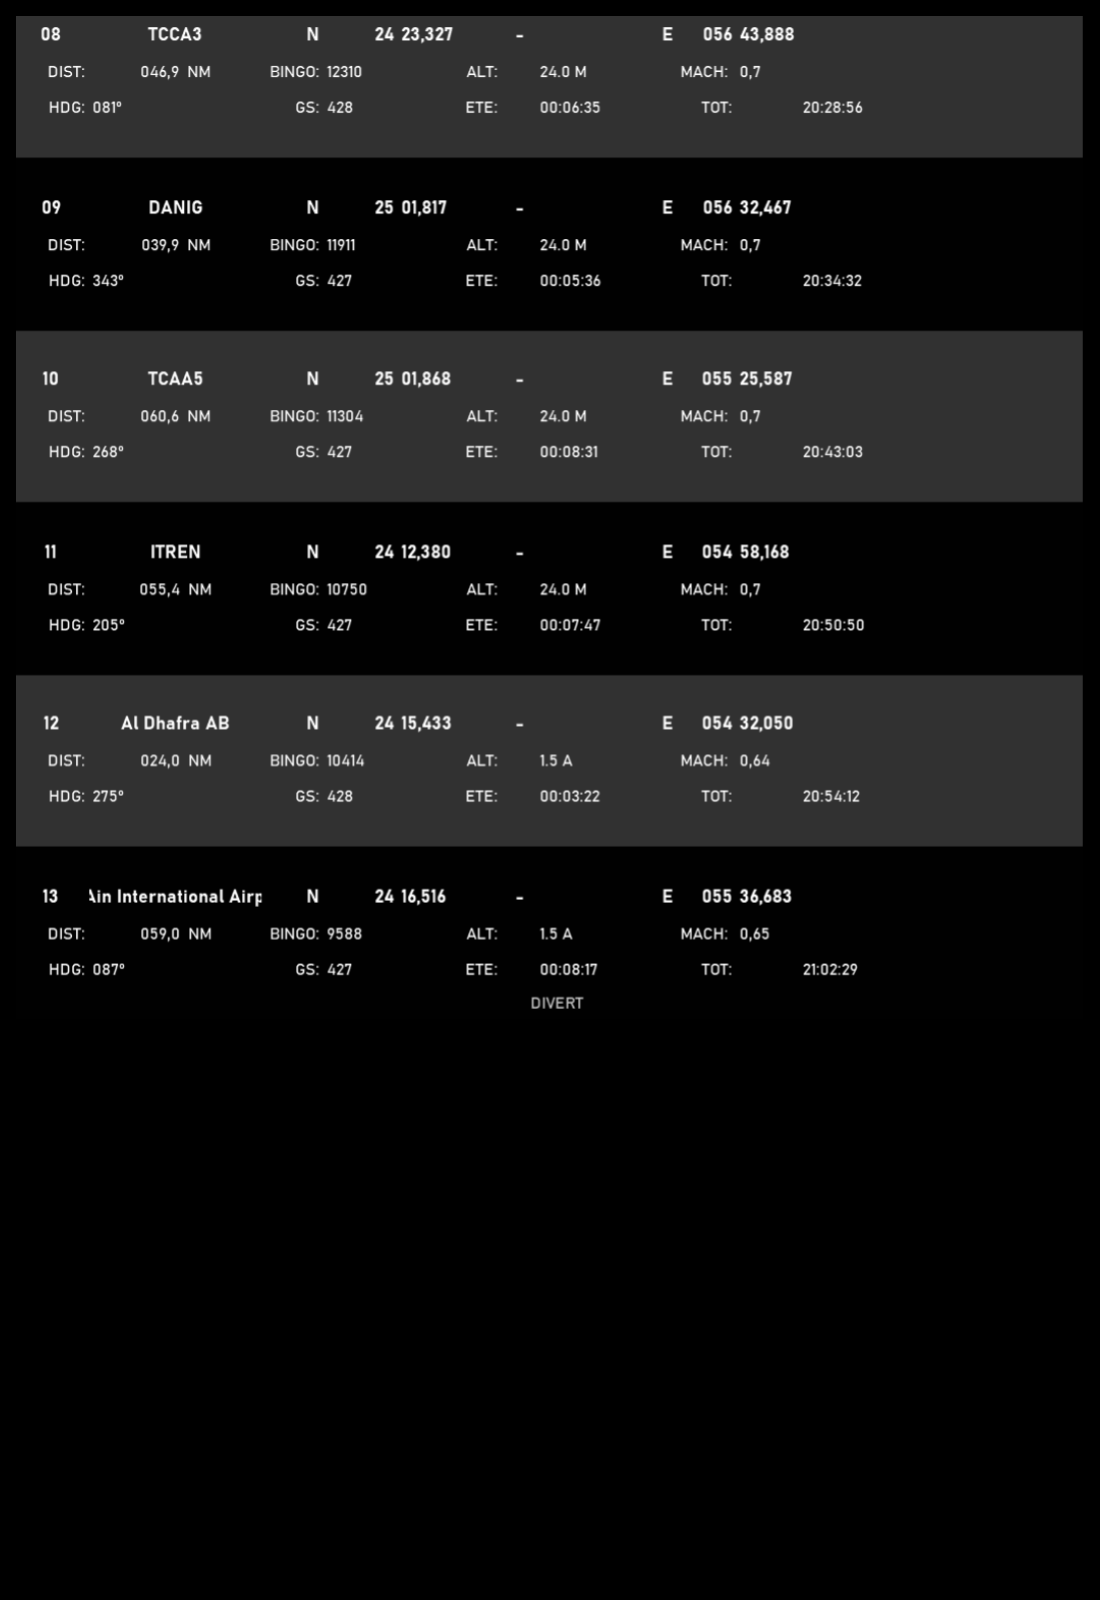 08 TCCA3 N 24 23,327 - E 056 43,888
DIST: 046,9 NM BINGO: 12310 ALT: 24.0 M MACH: 0,7
HDG: 081° GS: 428 ETE: 00:06:35 TOT: 20:28:56
09 DANIG N 25 01,817 - E 056 32,467
DIST: 039,9 NM BINGO: 11911 ALT: 24.0 M MACH: 0,7
HDG: 343° GS: 427 ETE: 00:05:36 TOT: 20:34:32
10 TCAA5 N 25 01,868 - E 055 25,587
DIST: 060,6 NM BINGO: 11304 ALT: 24.0 M MACH: 0,7
HDG: 268° GS: 427 ETE: 00:08:31 TOT: 20:43:03
11 ITREN N 24 12,380 - E 054 58,168
DIST: 055,4 NM BINGO: 10750 ALT: 24.0 M MACH: 0,7
HDG: 205° GS: 427 ETE: 00:07:47 TOT: 20:50:50
12 Al Dhafra AB N 24 15,433 - E 054 32,050
DIST: 024,0 NM BINGO: 10414 ALT: 1.5 A MACH: 0,64
HDG: 275° GS: 428 ETE: 00:03:22 TOT: 20:54:12
13 Ain International Airp N 24 16,516 - E 055 36,683
DIST: 059,0 NM BINGO: 9588 ALT: 1.5 A MACH: 0,65
HDG: 087° GS: 427 ETE: 00:08:17 TOT: 21:02:29
DIVERT